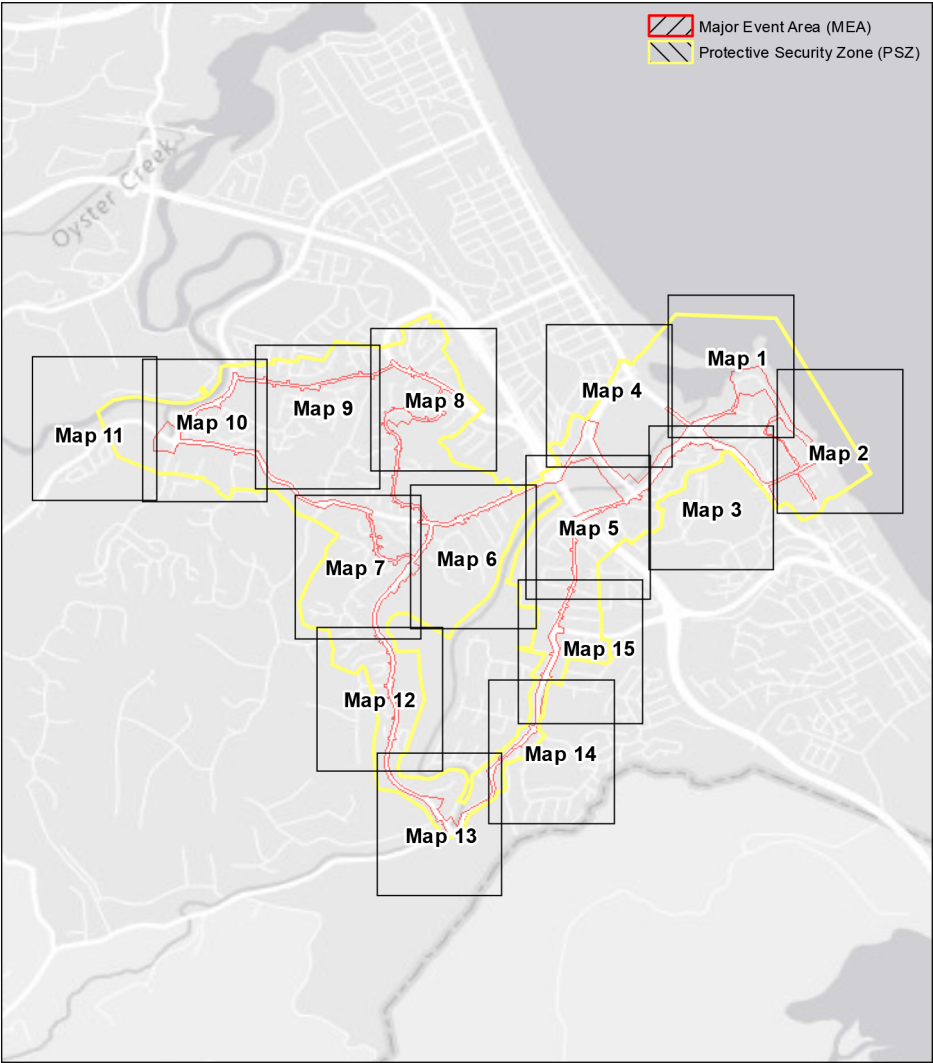 Major Event Area (MEA)
Protective Security Zone (PSZ)
Oyster Creek
Map 1
Map 4
Map 8
Map 9
Map 10
Map 11
Map 2
Map 3
Map 5
Map 6
Map 7
Map 15
Map 12
Map 14
Map 13